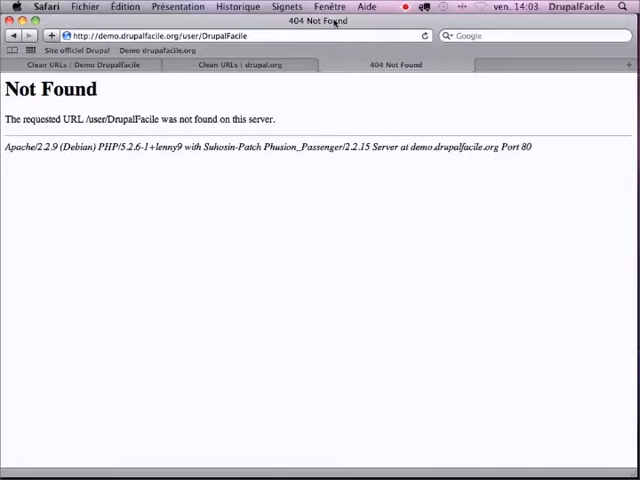 Safari Fichier Édition Présentation Historique Signets Fenêtre Aide ven. 14:03 DrupalFacile
404 Not Found
http://demo.drupalfacile.org/user/DrupalFacile Google
Site officiel Drupal Demo drupalfacile.org
Clean URLs | Demo Drupalfacile Clean URLs | drupal.org 404 Not Found +
Not Found
The requested URL /user/DrupalFacile was not found on this server.
Apache/2.2.9 (Debian) PHP/5.2.6-1+lenny9 with Suhosin-Patch Phusion_Passenger/2.2.15 Server at demo.drupalfacile.org Port 80